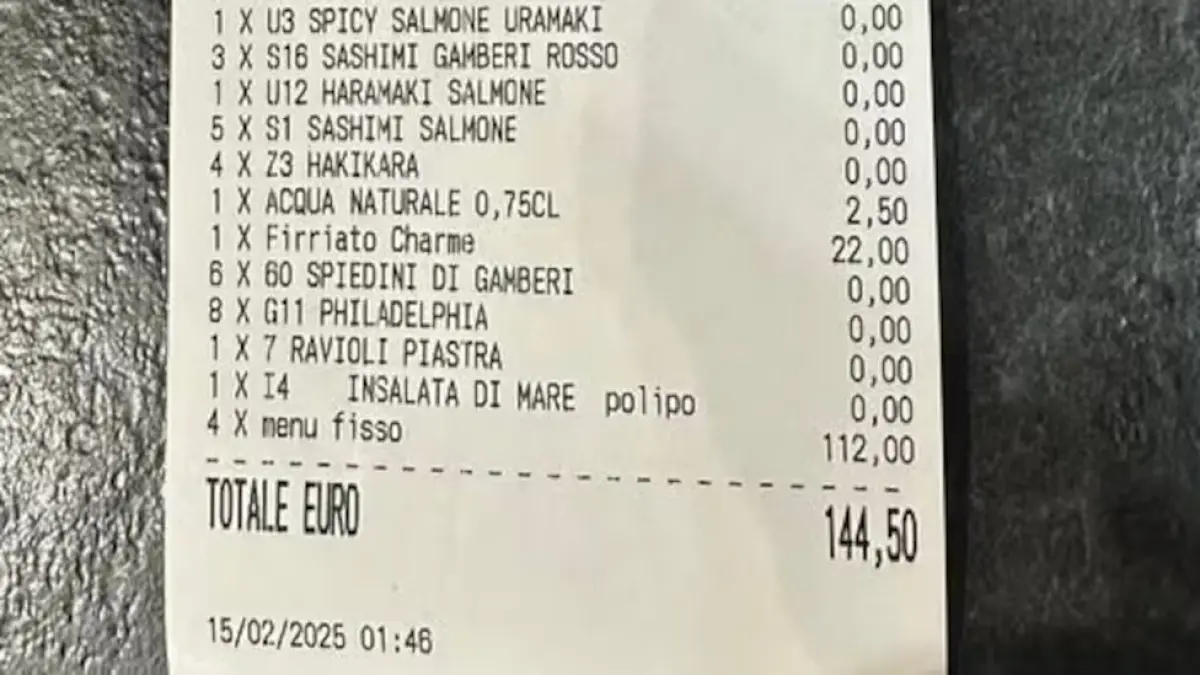 1 X U3 SPICY SALMONE URAMAKI 0,00
3 X S16 SASHIMI GAMBERI ROSSO 0,00
1 X U12 HARAMAKI SALMONE 0,00
5 X S1 SASHIMI SALMONE 0,00
4 X Z3 HAKIKARA 0,00
1 X ACQUA NATURALE 0,75CL 2,50
1 X Firriato Charme 22,00
6 X 60 SPIEDINI DI GAMBERI 0,00
8 X G11 PHILADELPHIA 0,00
1 X 7 RAVIOLI PIASTRA 0,00
1 X I4 INSALATA DI MARE polipo 0,00
4 X menu fisso 112,00
TOTALE EURO 144,50
15/02/2025 01:46